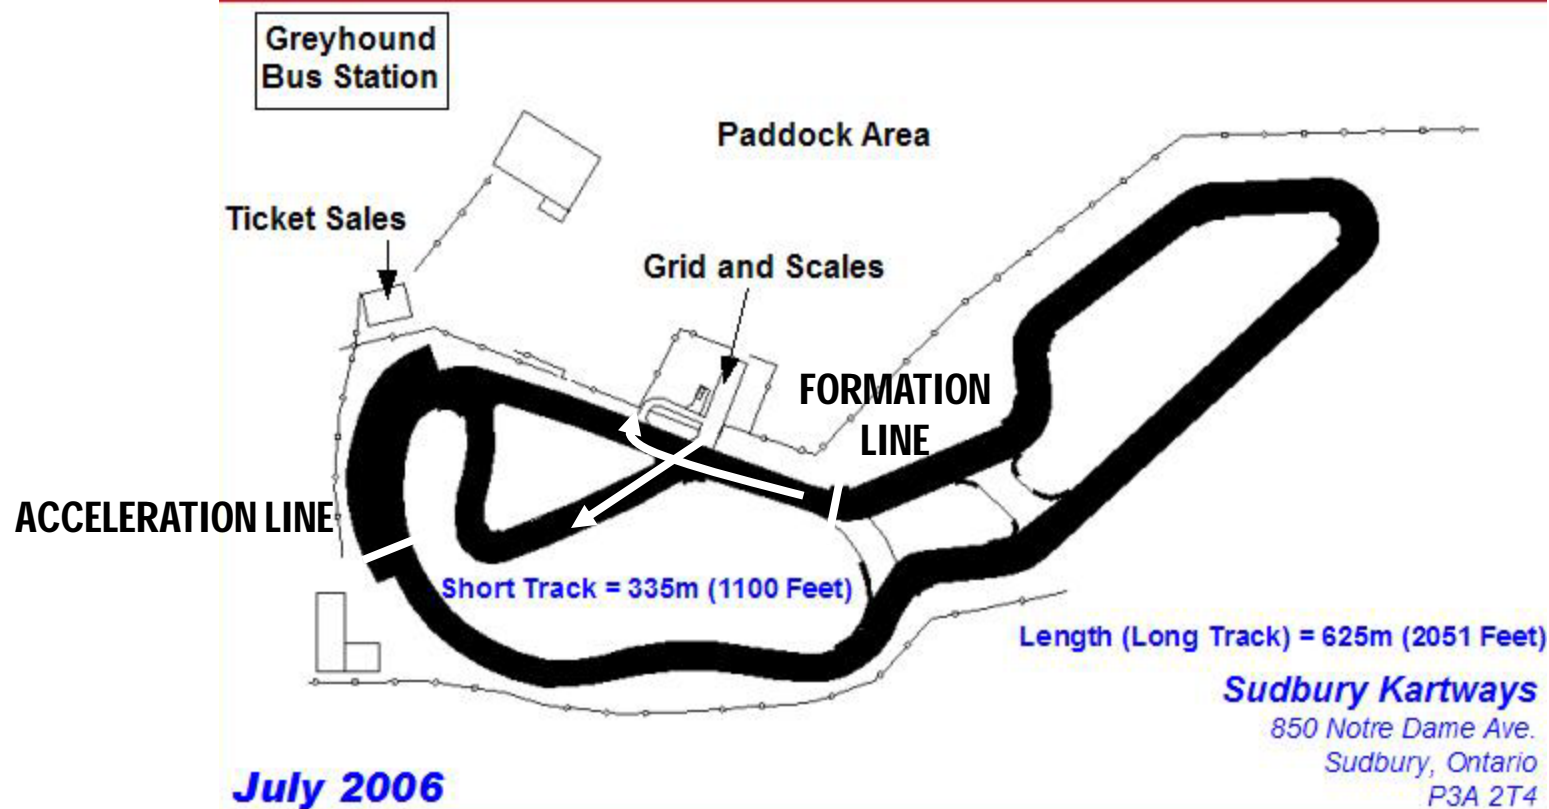 Greyhound
Bus Station
Paddock Area
Ticket Sales
Grid and Scales
FORMATION
LINE
ACCELERATION LINE
Short Track = 335m (1100 Feet)
Length (Long Track) = 625m (2051 Feet)
Sudbury Kartways
850 Notre Dame Ave.
Sudbury, Ontario
P3A 2T4
July 2006